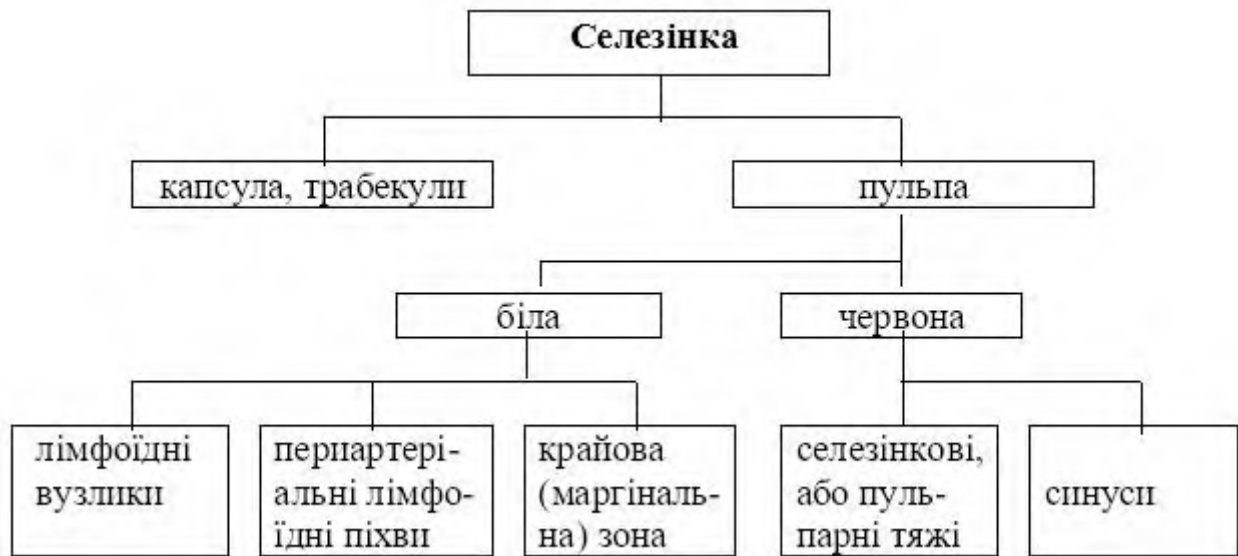 Селезінка
капсула, трабекули
пульпа
біла
червона
лімфоїдні
вузлики
периартері-
альні лімфо-
їдні піхви
крайова
(маргіналь-
на) зона
селезінкові,
або пуль-
парні тяжі
синуси